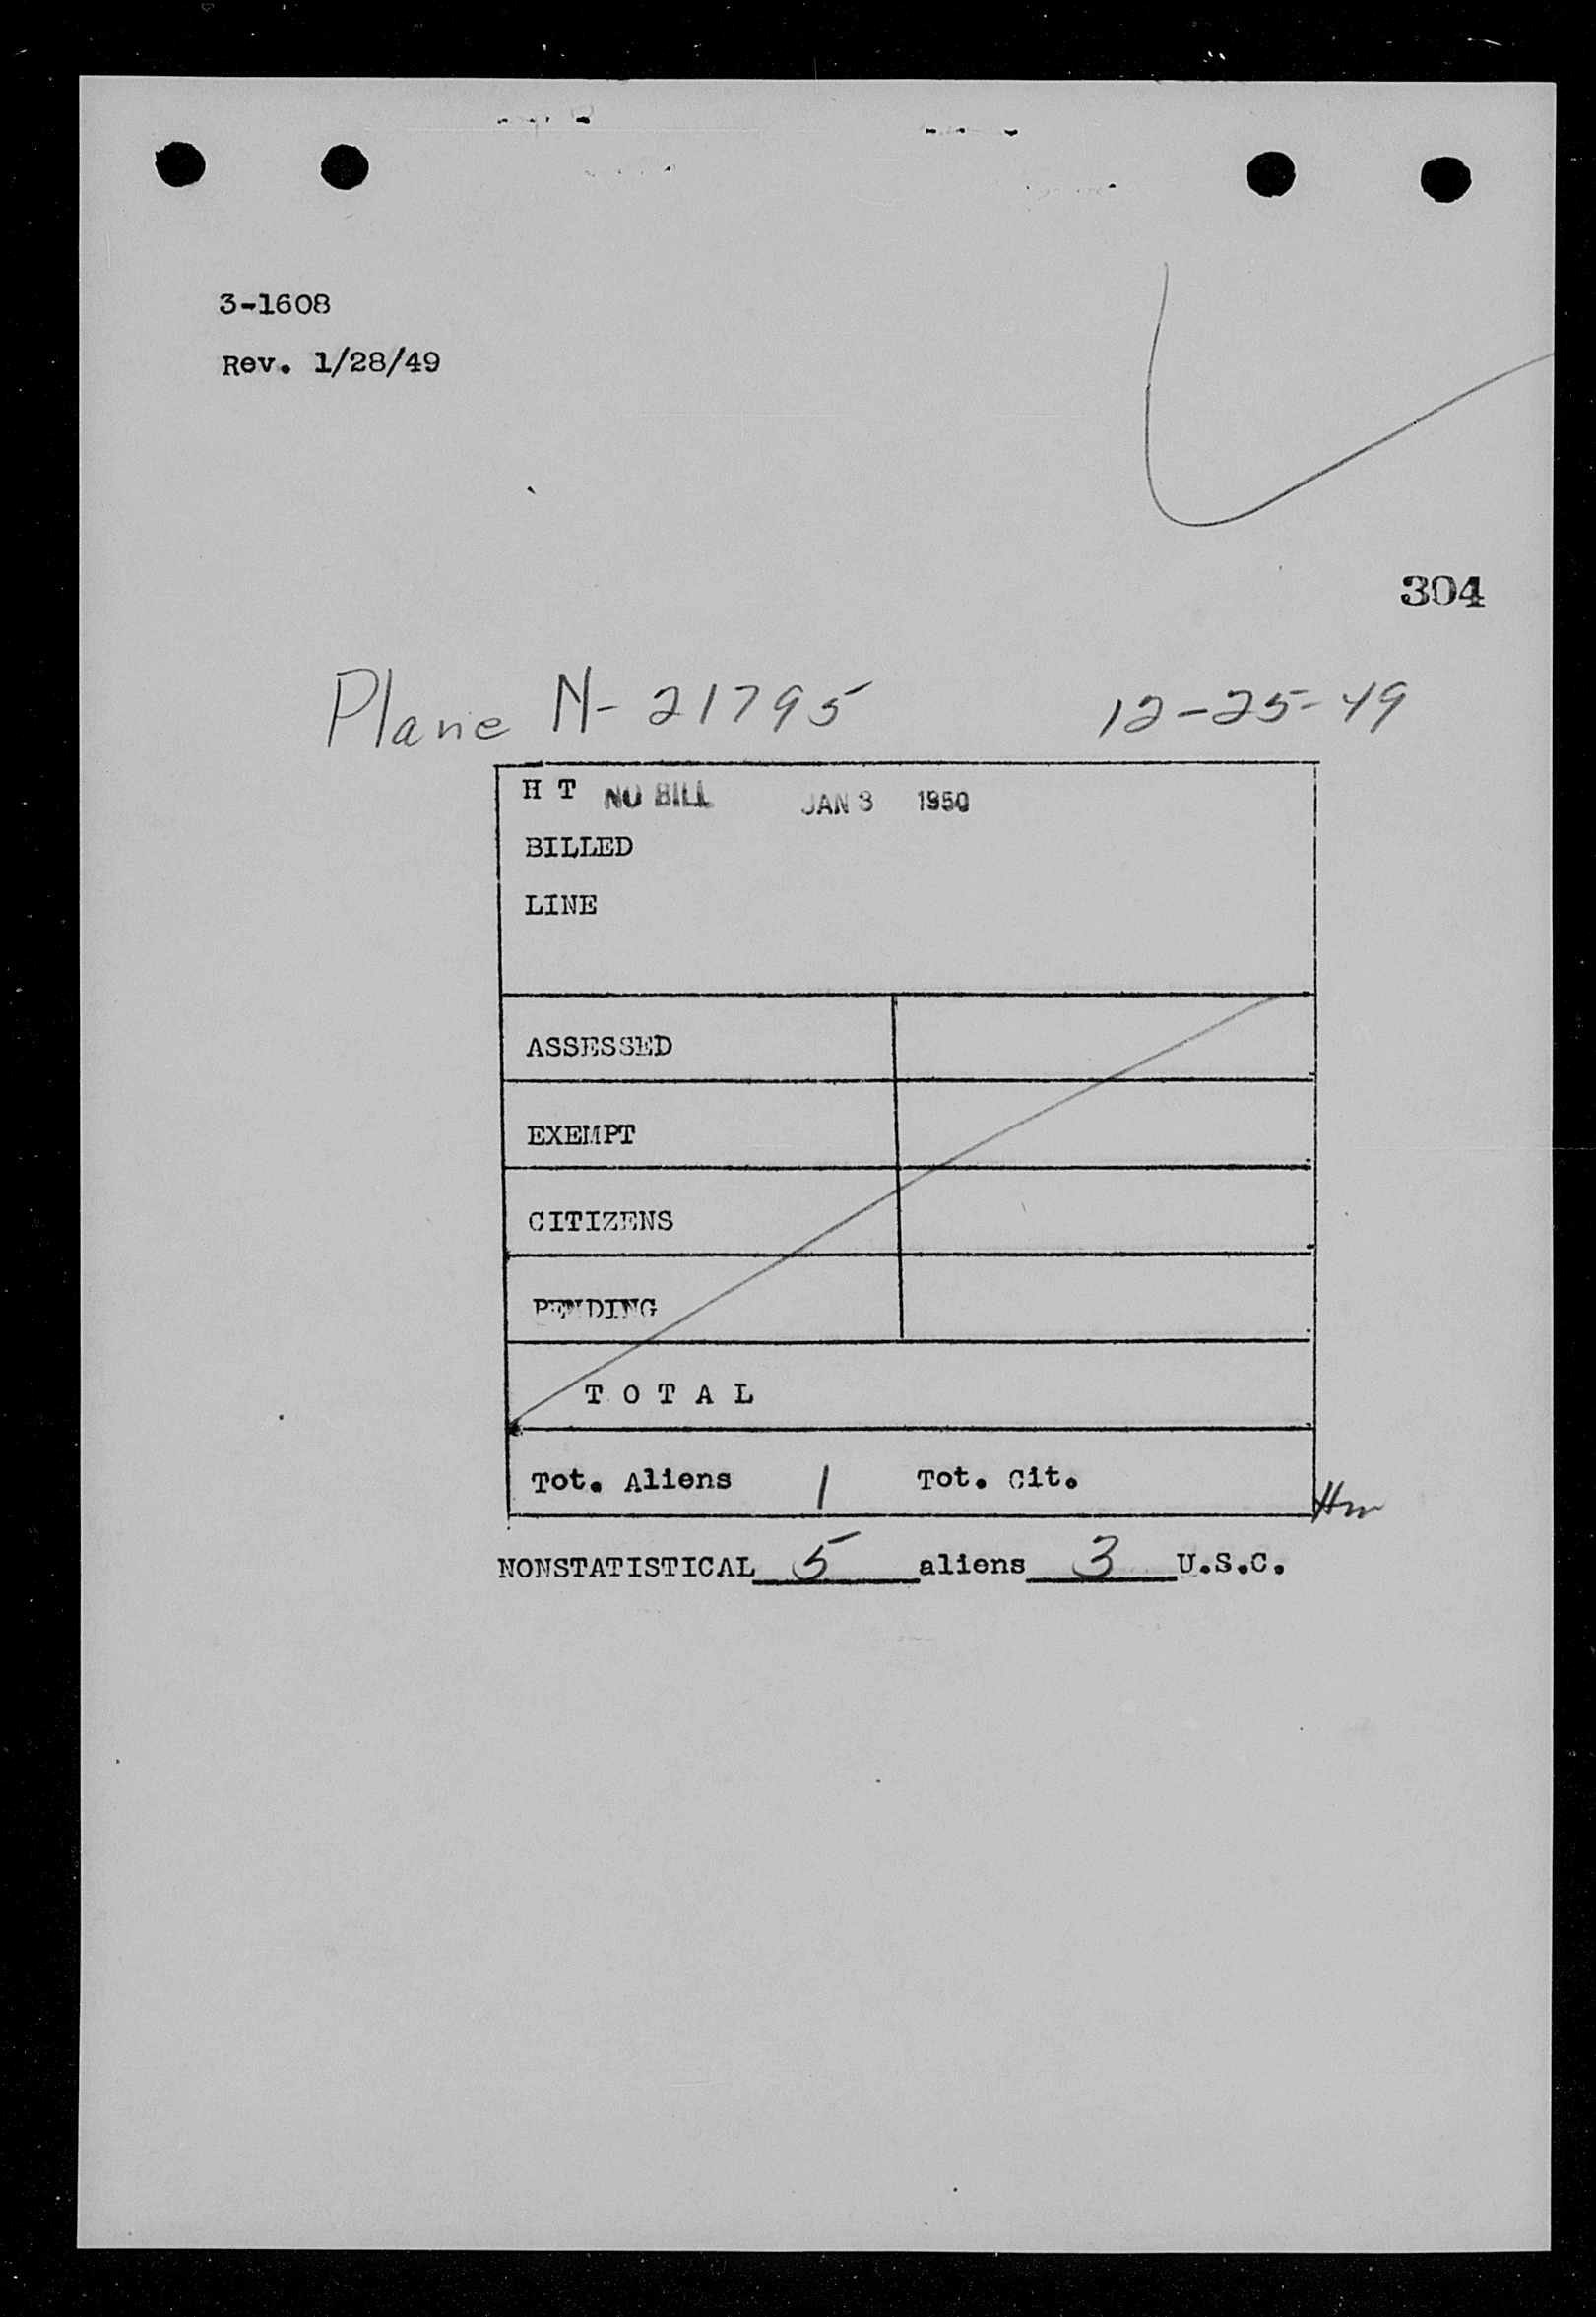 3-1608
Rev. 1/28/49
304
Plane N-21795 12-25-49
H T NO BILL JAN 3 1950
BILLED
LINE
ASSESSED
EXEMPT
CITIZENS
PENDING
T O T A L
Tot. Aliens 1 Tot. Cit.
NONSTATISTICAL 5 aliens 3 U.S.C.